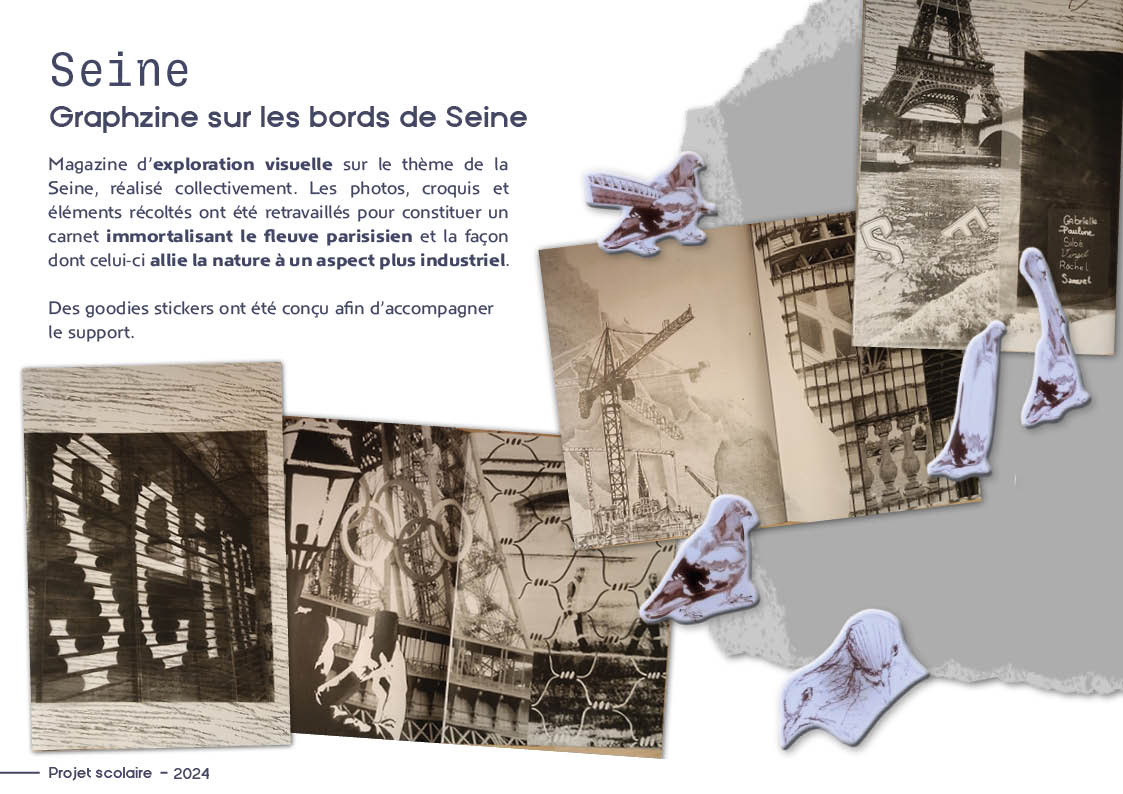 Seine
Graphzine sur les bords de Seine
Magazine d’exploration visuelle sur le thème de la
Seine, réalisé collectivement. Les photos, croquis et
éléments récoltés ont été retravaillés pour constituer un
carnet immortalisant le fleuve parisisien et la façon
dont celui-ci allie la nature à un aspect plus industriel.
Des goodies stickers ont été conçu afin d’accompagner
le support.
S E
Gabrielle
Pauline
Siloé
Virgil
Rachel
Samuel
SEiNE
Projet scolaire – 2024